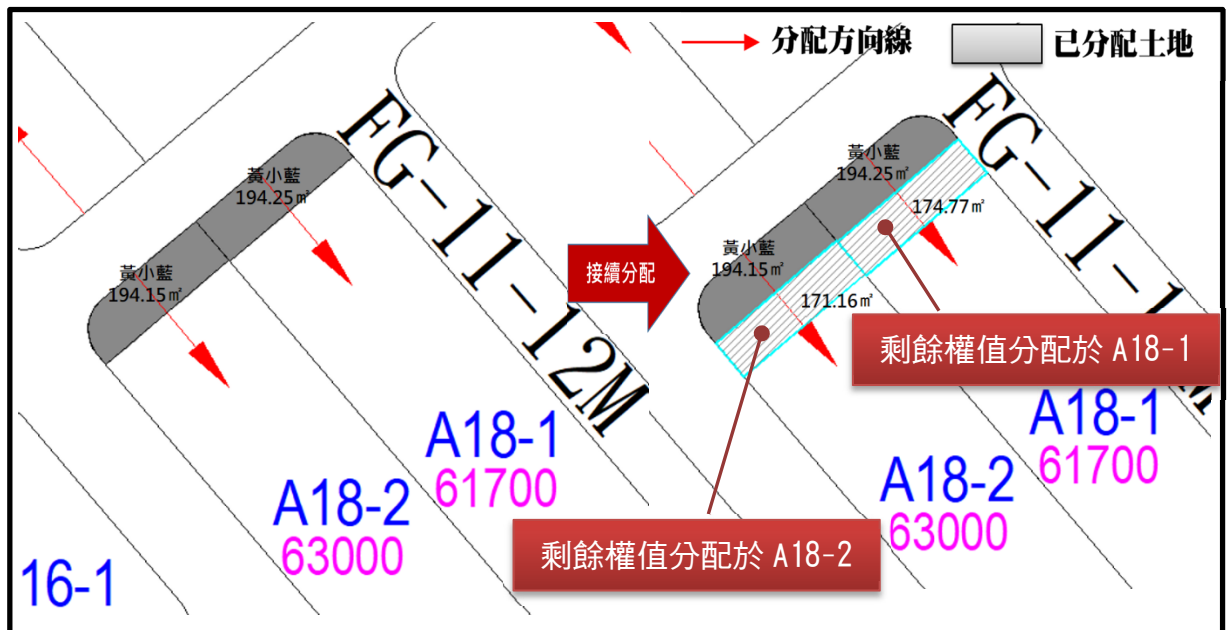 分配方向線
已分配土地
黃小藍
194.25㎡
黃小藍
194.15㎡
FG-11-12M
A18-1
61700
A18-2
63000
16-1
接續分配
黃小藍
194.25㎡
174.77㎡
黃小藍
194.15㎡
171.16㎡
FG-11-1
M
剩餘權值分配於 A18-1
A18-1
61700
A18-2
63000
剩餘權值分配於 A18-2